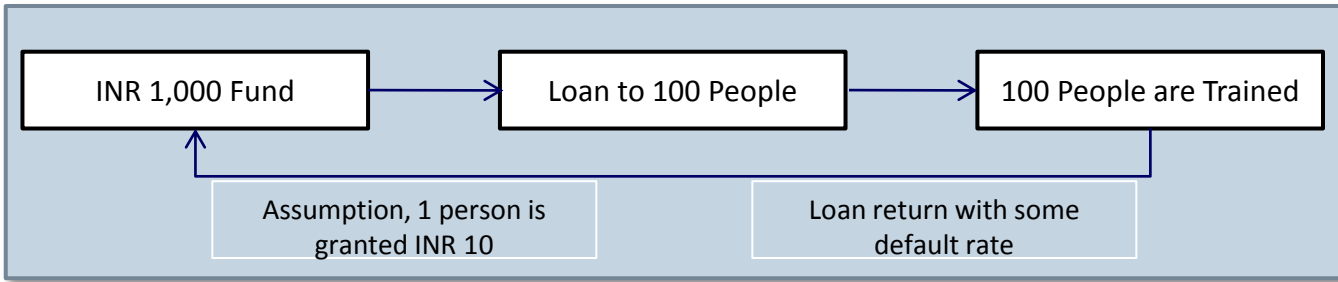 INR 1,000 Fund
Loan to 100 People
100 People are Trained
Assumption, 1 person is
granted INR 10
Loan return with some
default rate